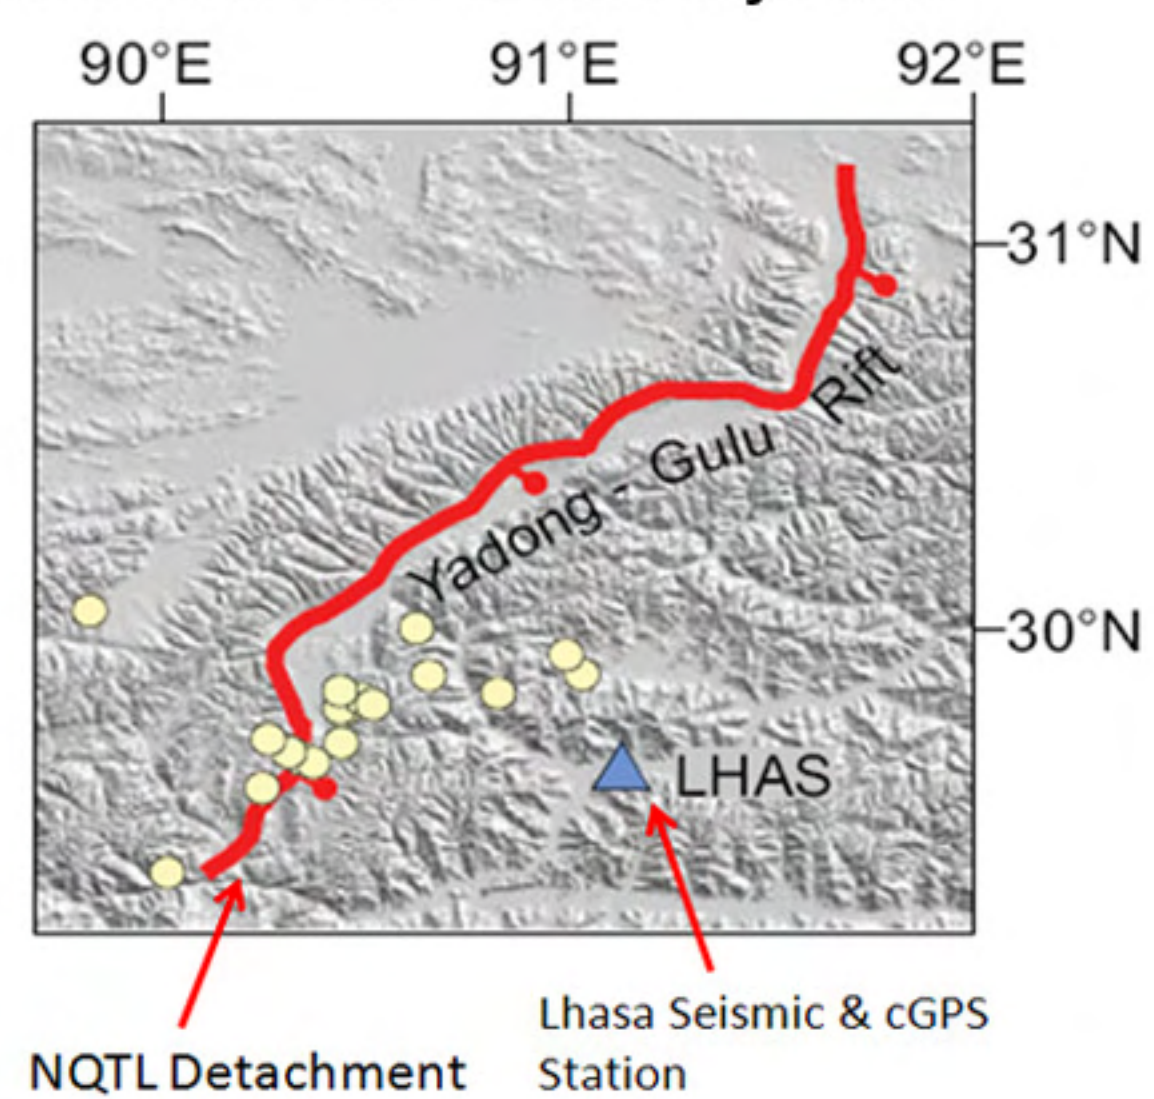 90°E 91°E 92°E
31°N
Yadong - Gulu Rift
30°N
LHAS
Lhasa Seismic & cGPS
Station
NQTL Detachment